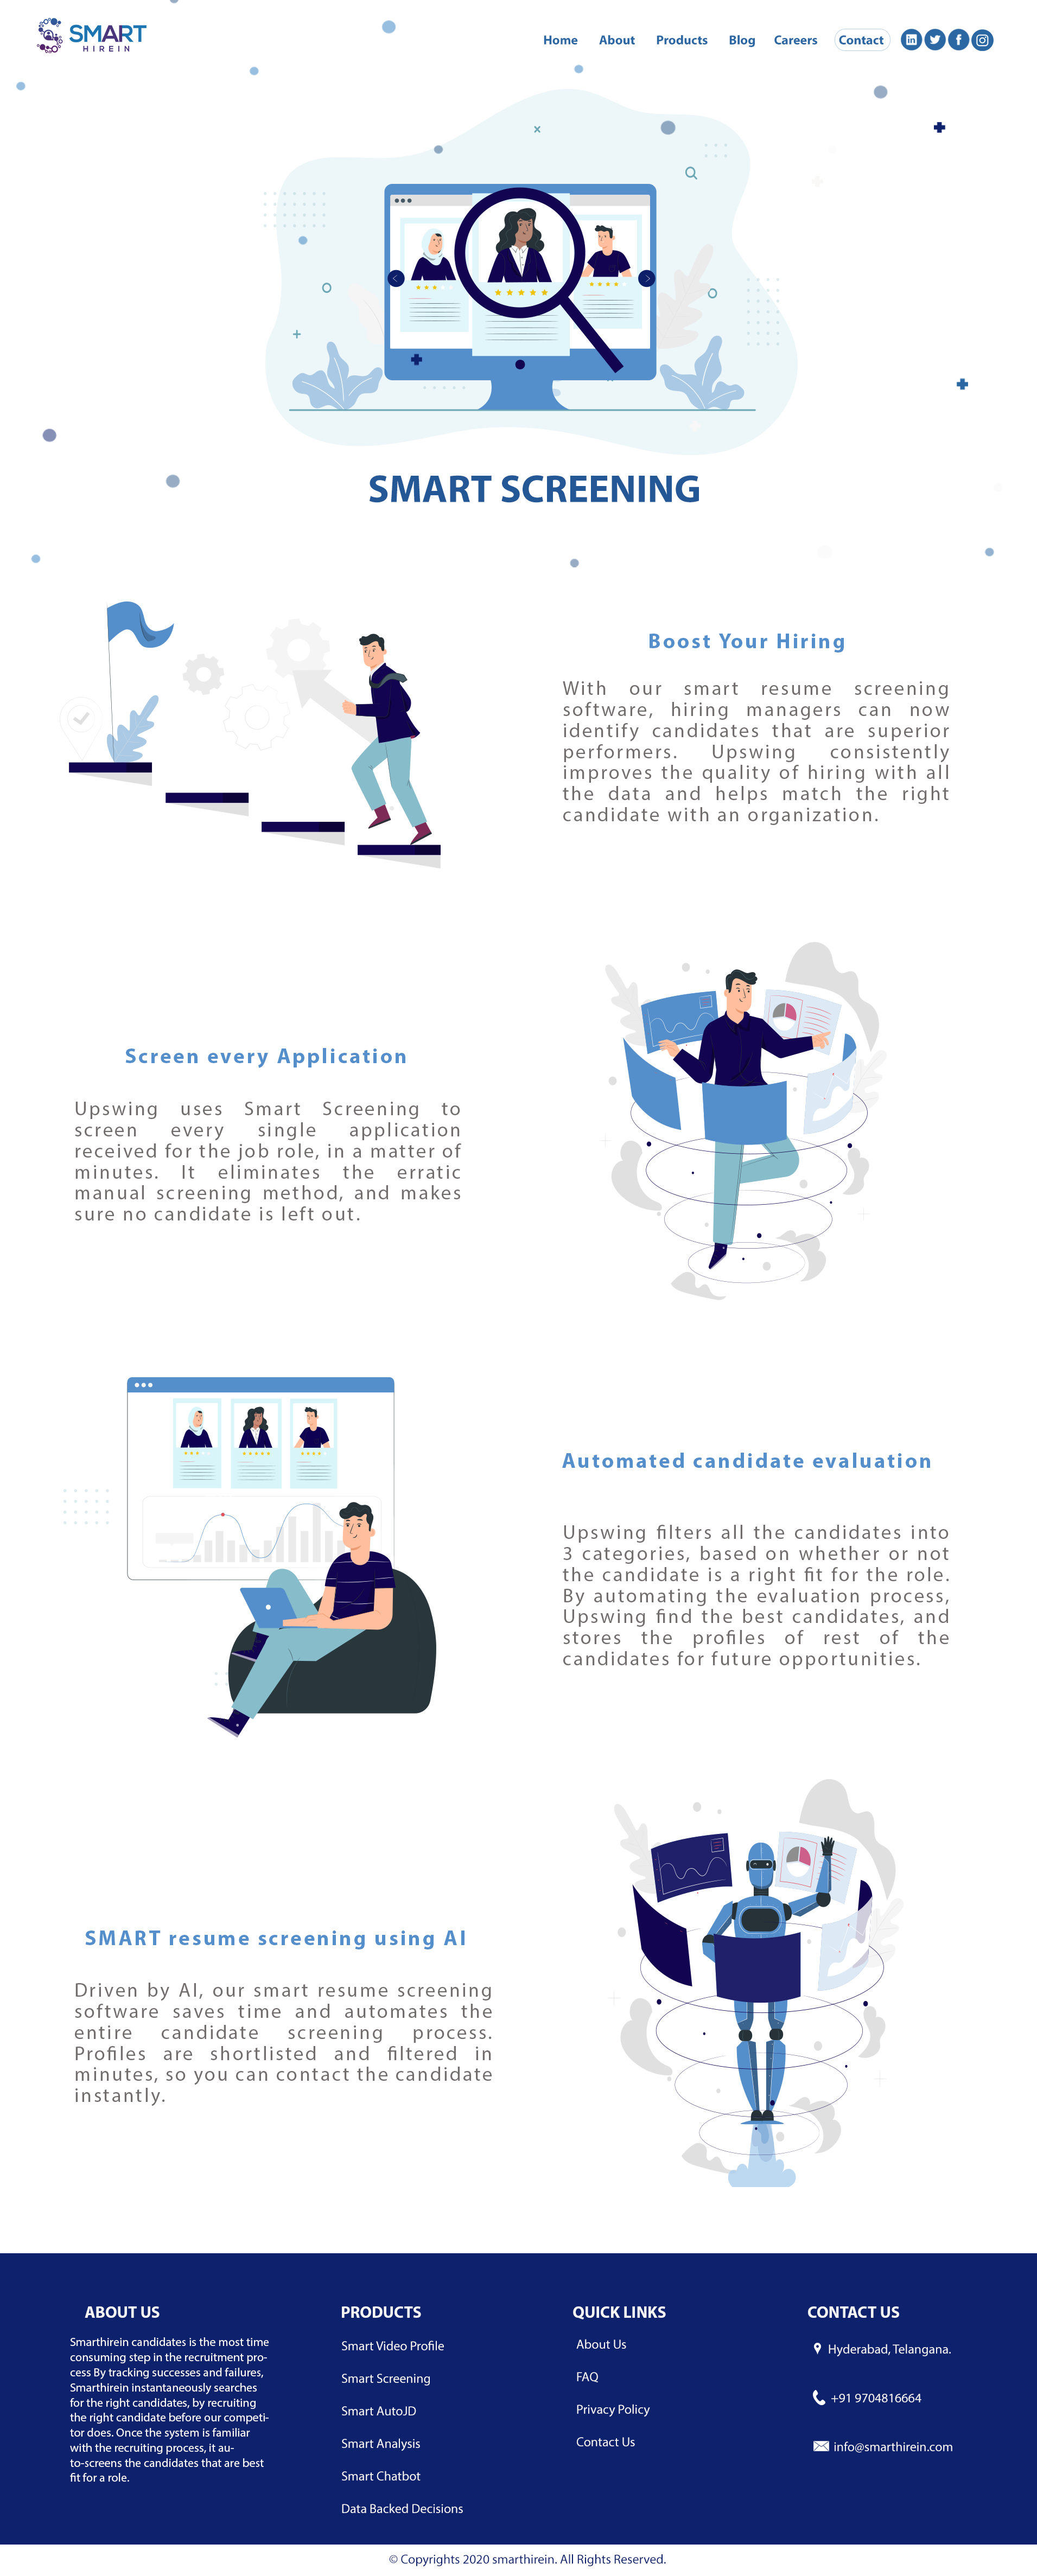 SMART
HIREIN
Home About Products Blog Careers Contact
SMART SCREENING
Boost Your Hiring
With our smart resume screening
software, hiring managers can now
identify candidates that are superior
performers. Upswing consistently
improves the quality of hiring with all
the data and helps match the right
candidate with an organization.
Screen every Application
Upswing uses Smart Screening to
screen every single application
received for the job role, in a matter of
minutes. It eliminates the erratic
manual screening method, and makes
sure no candidate is left out.
Automated candidate evaluation
Upswing filters all the candidates into
3 categories, based on whether or not
the candidate is a right fit for the role.
By automating the evaluation process,
Upswing find the best candidates, and
stores the profiles of rest of the
candidates for future opportunities.
SMART resume screening using AI
Driven by AI, our smart resume screening
software saves time and automates the
entire candidate screening process.
Profiles are shortlisted and filtered in
minutes, so you can contact the candidate
instantly.
ABOUT US
Smarthirein candidates is the most time
consuming step in the recruitment pro-
cess By tracking successes and failures,
Smarthirein instantaneously searches
for the right candidates, by recruiting
the right candidate before our competi-
tor does. Once the system is familiar
with the recruiting process, it au-
to-screens the candidates that are best
fit for a role.
PRODUCTS
Smart Video Profile
Smart Screening
Smart AutoJD
Smart Analysis
Smart Chatbot
Data Backed Decisions
QUICK LINKS
About Us
FAQ
Privacy Policy
Contact Us
CONTACT US
Hyderabad, Telangana.
+91 9704816664
info@smarthirein.com
© Copyrights 2020 smarthirein. All Rights Reserved.